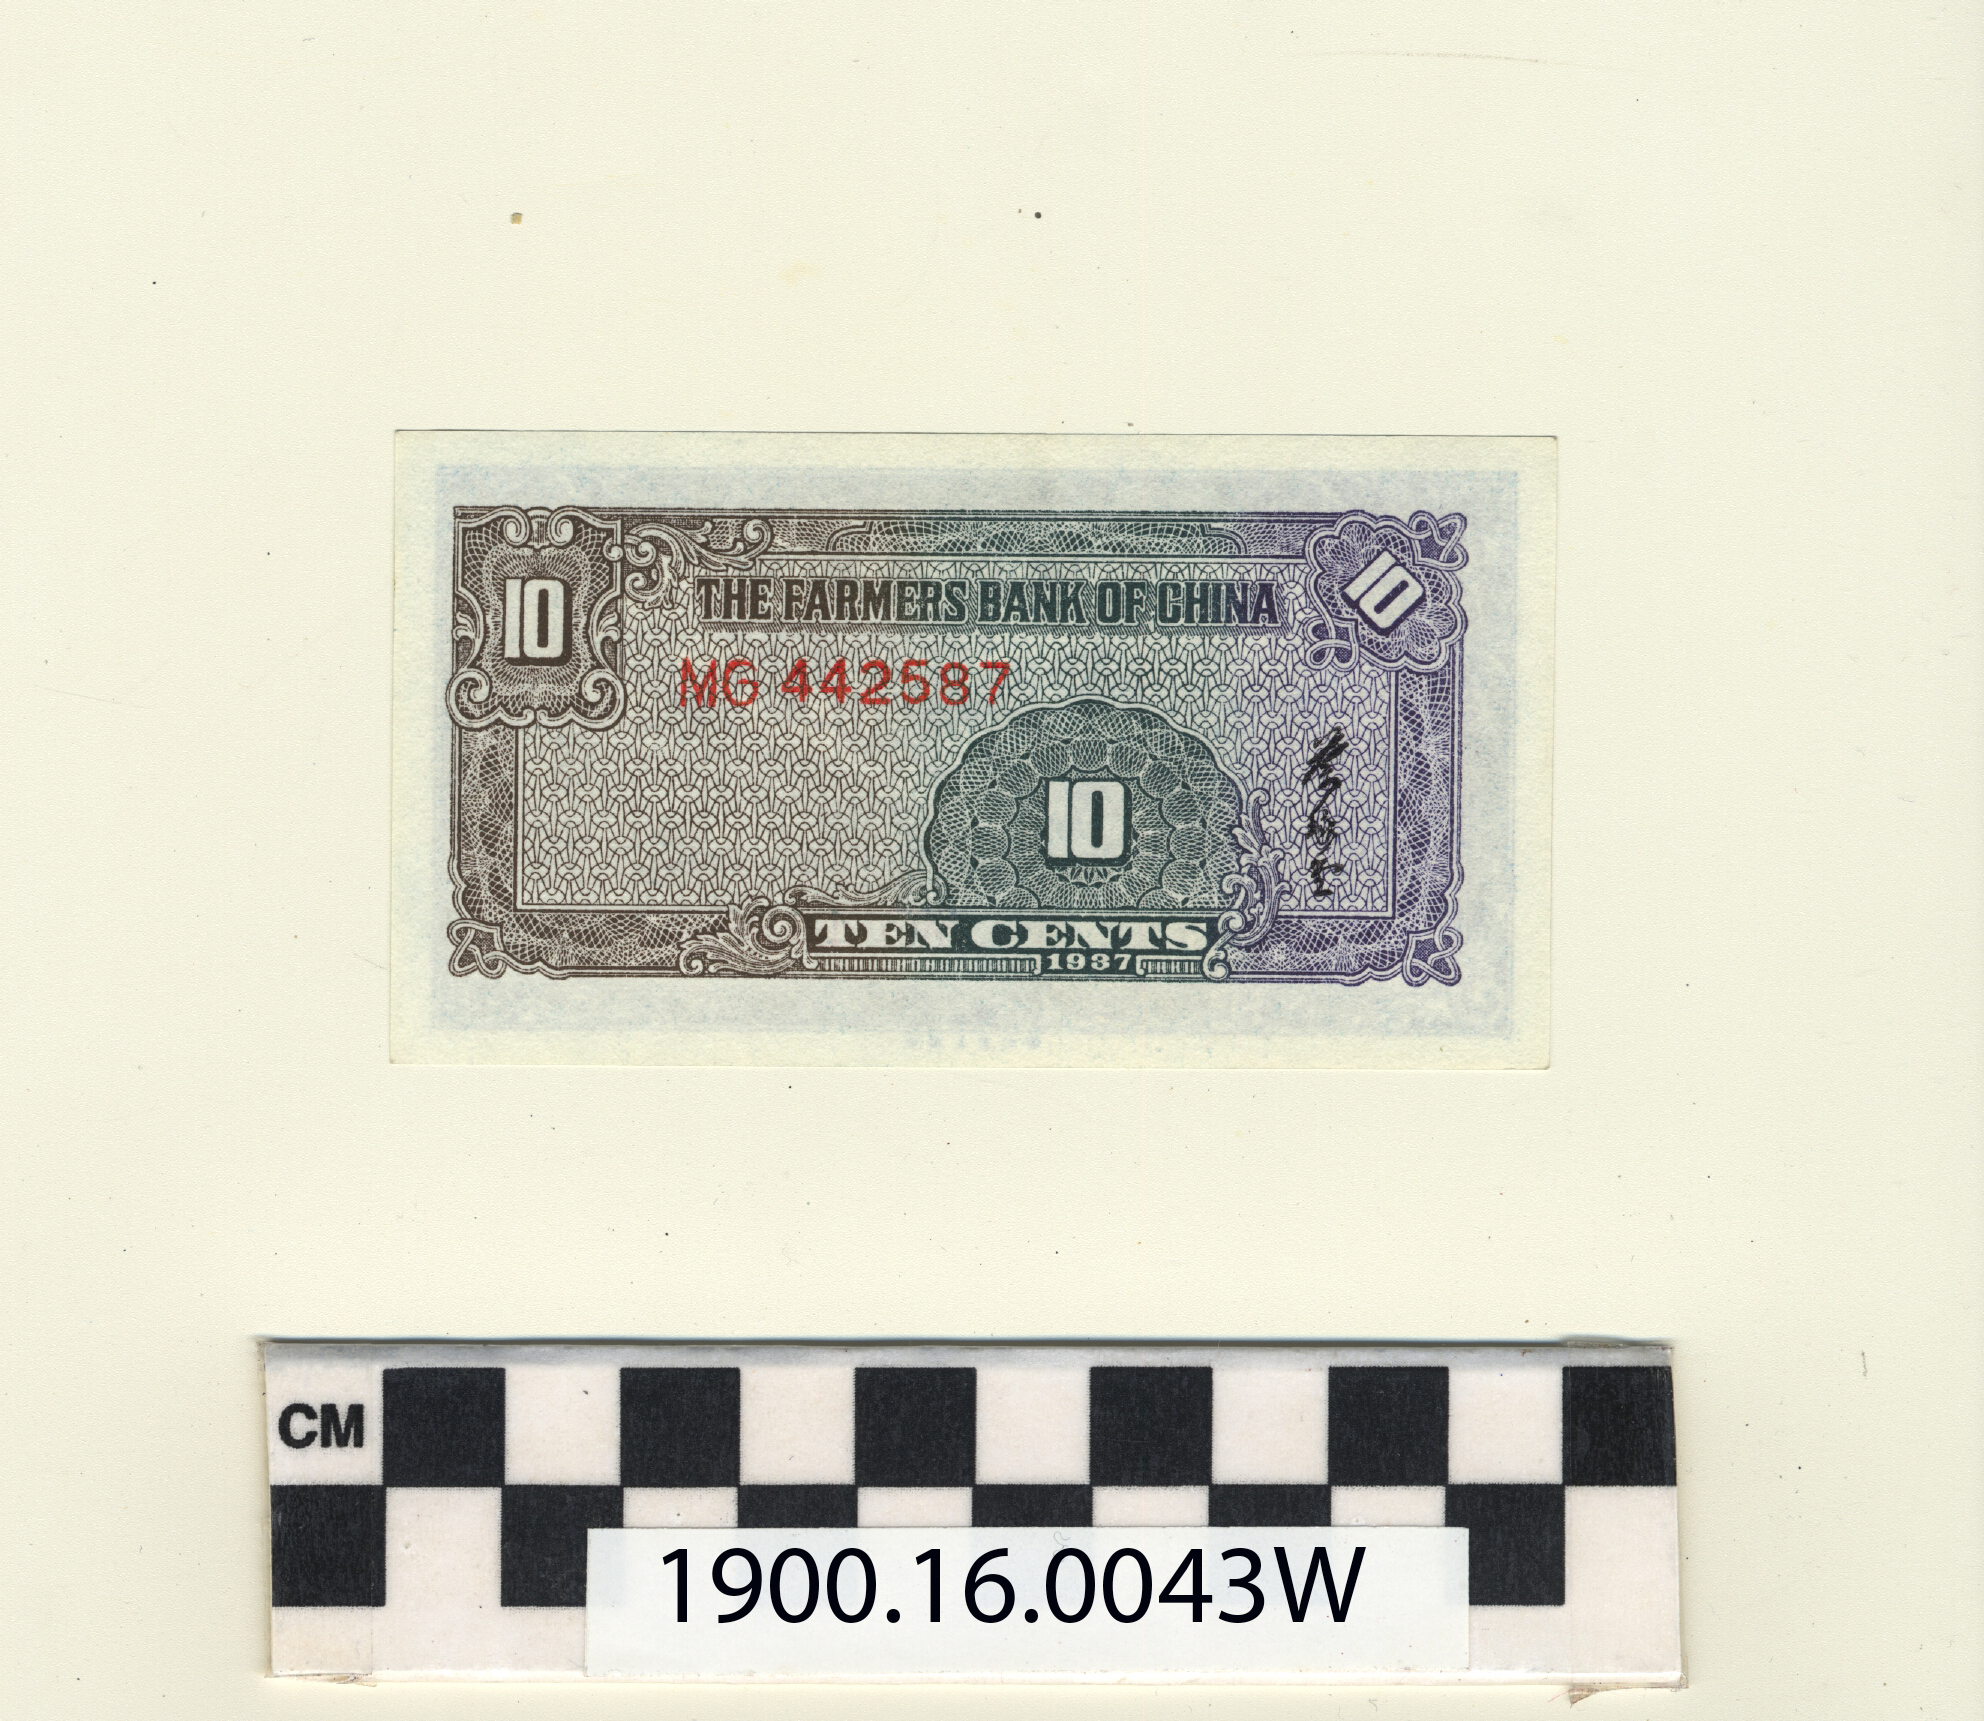 10
THE FARMERS BANK OF CHINA
10
MG 442587
10
TEN CENTS
1937
CM
1900.16.0043W